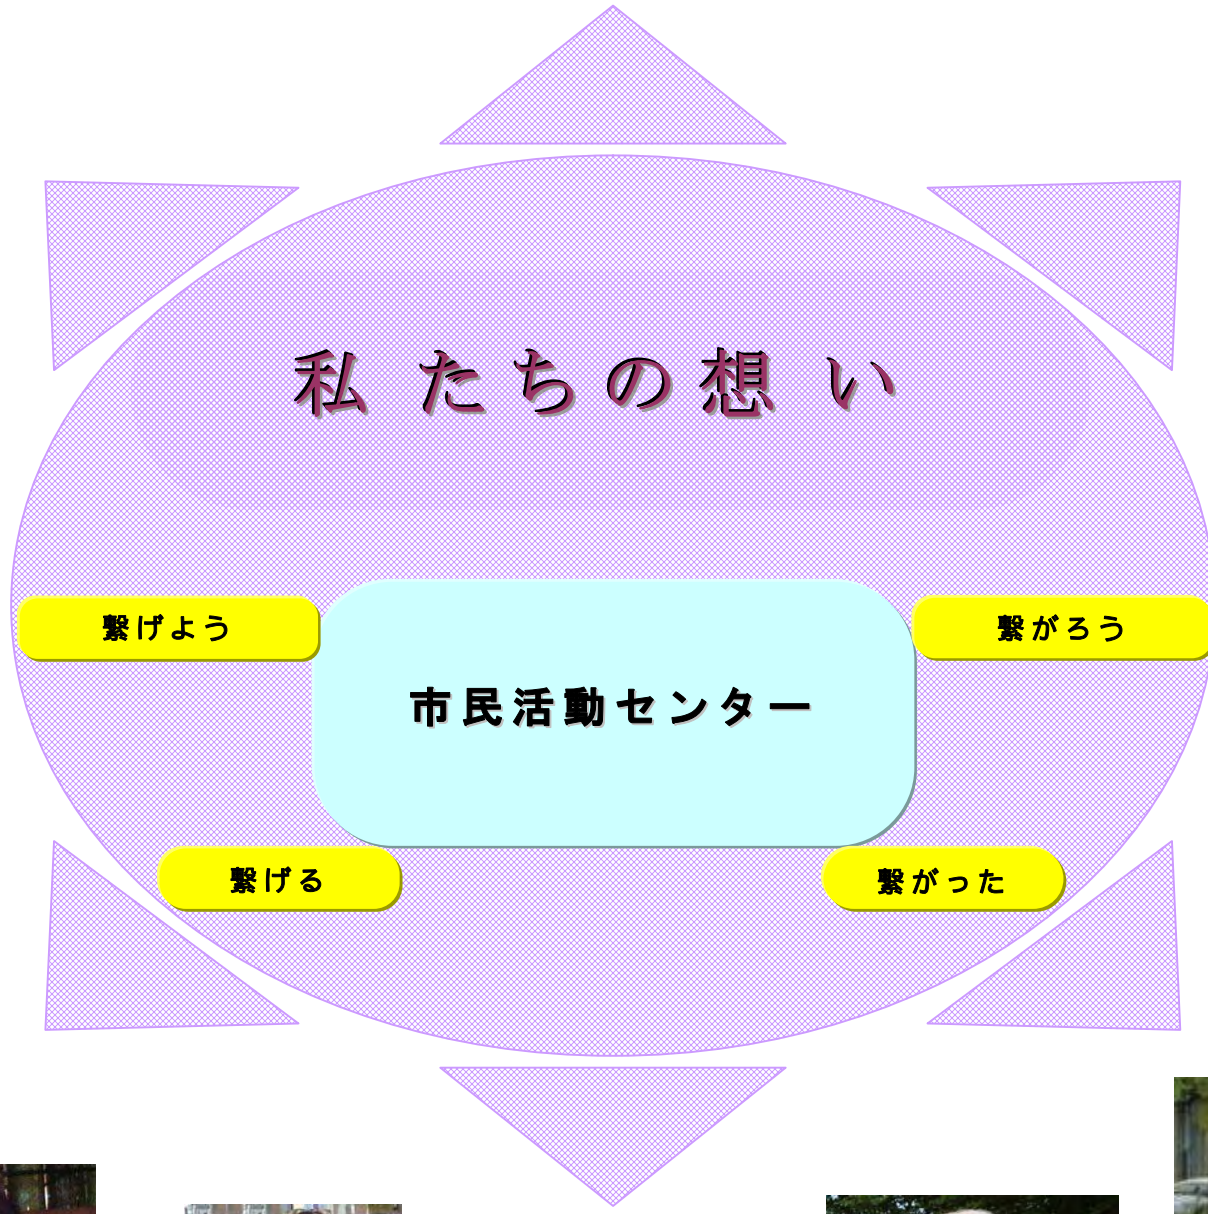 私たちの想い
繋げよう
繋がろう
市民活動センター
繋げる
繋がった